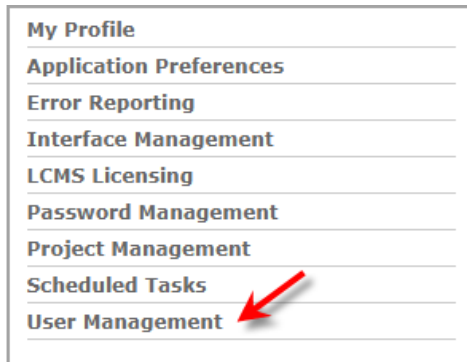 My Profile
Application Preferences
Error Reporting
Interface Management
LCMS Licensing
Password Management
Project Management
Scheduled Tasks
User Management